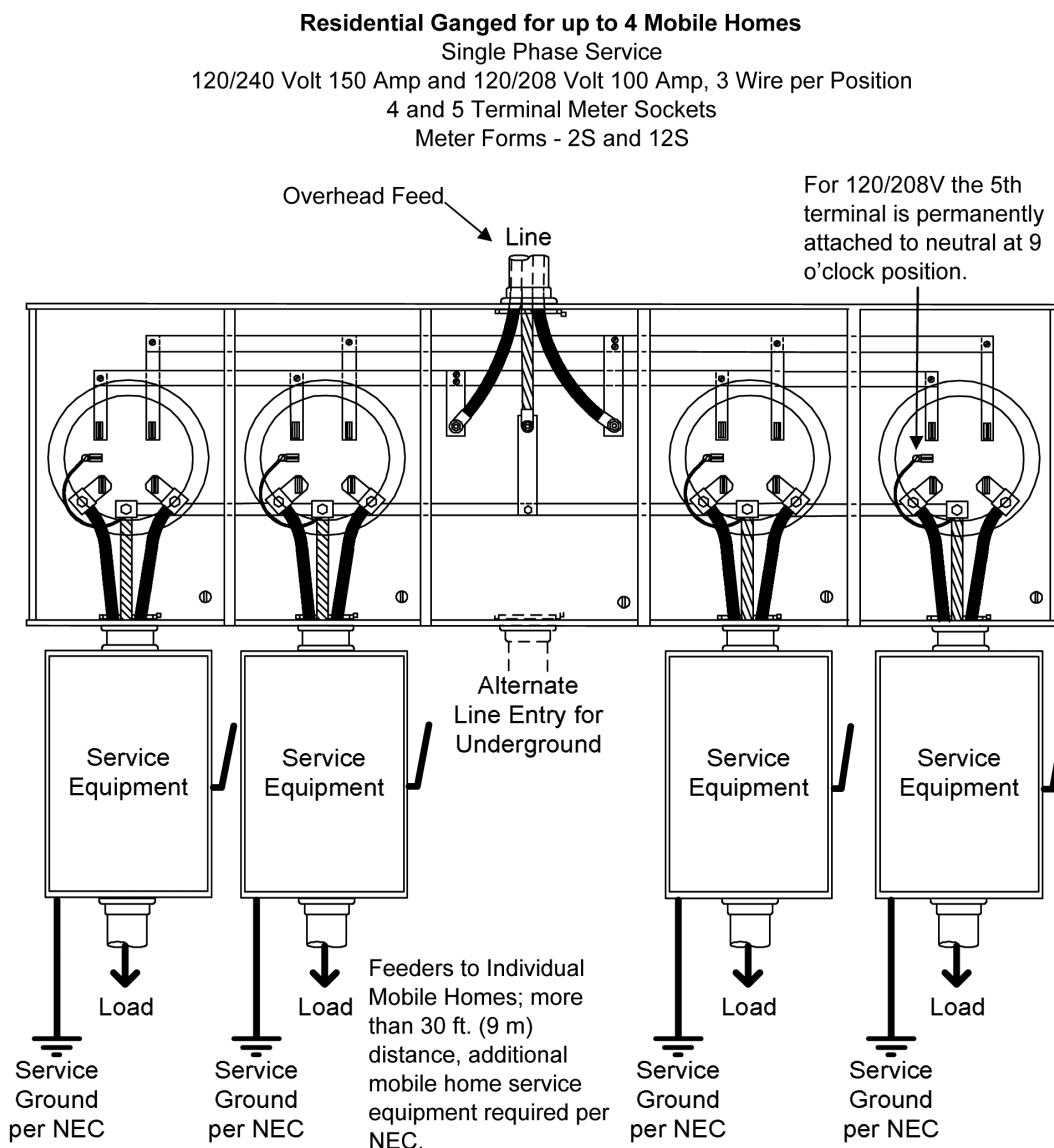 Residential Ganged for up to 4 Mobile Homes
Single Phase Service
120/240 Volt 150 Amp and 120/208 Volt 100 Amp, 3 Wire per Position
4 and 5 Terminal Meter Sockets
Meter Forms - 2S and 12S
Overhead Feed
Line
For 120/208V the 5th
terminal is permanently
attached to neutral at 9
o’clock position.
Alternate
Line Entry for
Underground
Service
Equipment
Service
Equipment
Service
Equipment
Service
Equipment
Load
Load
Load
Load
Feeders to Individual
Mobile Homes; more
than 30 ft. (9 m)
distance, additional
mobile home service
equipment required per
NEC.
Service
Ground
per NEC
Service
Ground
per NEC
Service
Ground
per NEC
Service
Ground
per NEC